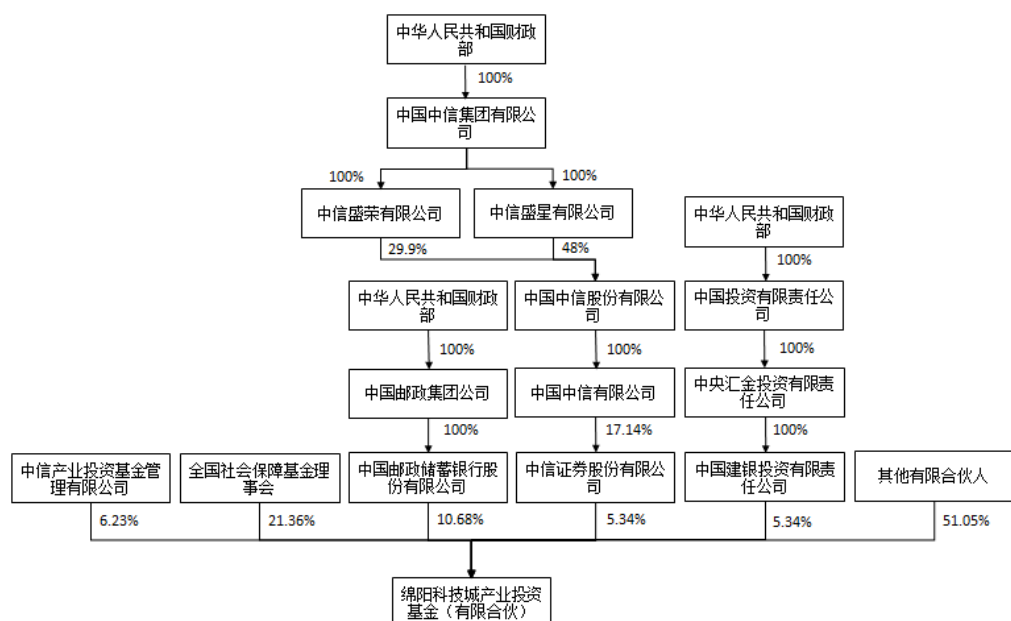 中华人民共和国财政
部
100%
中国中信集团有限公
司
100%
100%
中信盛荣有限公司
中信盛星有限公司
中华人民共和国财政
部
29.9%
48%
100%
中华人民共和国财政
部
中国中信股份有限公
司
中国投资有限责任公
司
100%
100%
100%
中国邮政集团公司
中国中信有限公司
中央汇金投资有限责
任公司
100%
17.14%
100%
中信产业投资基金管
理有限公司
全国社会保障基金理
事会
中国邮政储蓄银行股
份有限公司
中信证券股份有限公
司
中国建银投资有限责
任公司
其他有限合伙人
6.23%
21.36%
10.68%
5.34%
5.34%
51.05%
绵阳科技城产业投资
基金（有限合伙）